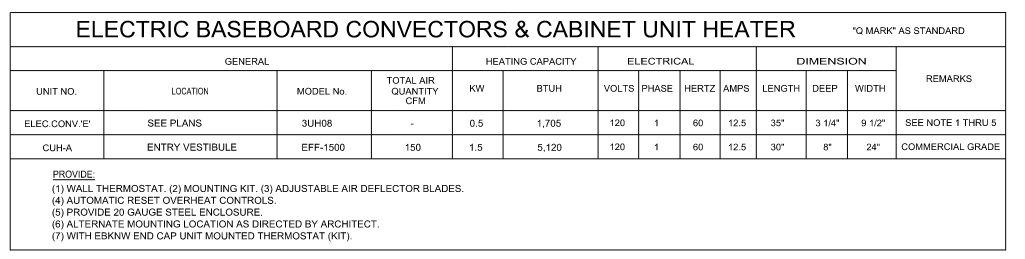 ELECTRIC BASEBOARD CONVECTORS & CABINET UNIT HEATER "Q MARK" AS STANDARD
GENERAL HEATING CAPACITY ELECTRICAL DIMENSION REMARKS
UNIT NO. LOCATION MODEL No. TOTAL AIR QUANTITY CFM KW BTUH VOLTS PHASE HERTZ AMPS LENGTH DEEP WIDTH
ELEC.CONV.'E' SEE PLANS 3UH08 - 0.5 1,705 120 1 60 12.5 35" 3 1/4" 9 1/2" SEE NOTE 1 THRU 5
CUH-A ENTRY VESTIBULE EFF-1500 150 1.5 5,120 120 1 60 12.5 30" 8" 24" COMMERCIAL GRADE
PROVIDE:
(1) WALL THERMOSTAT. (2) MOUNTING KIT. (3) ADJUSTABLE AIR DEFLECTOR BLADES.
(4) AUTOMATIC RESET OVERHEAT CONTROLS.
(5) PROVIDE 20 GAUGE STEEL ENCLOSURE.
(6) ALTERNATE MOUNTING LOCATION AS DIRECTED BY ARCHITECT.
(7) WITH EBKNW END CAP UNIT MOUNTED THERMOSTAT (KIT).